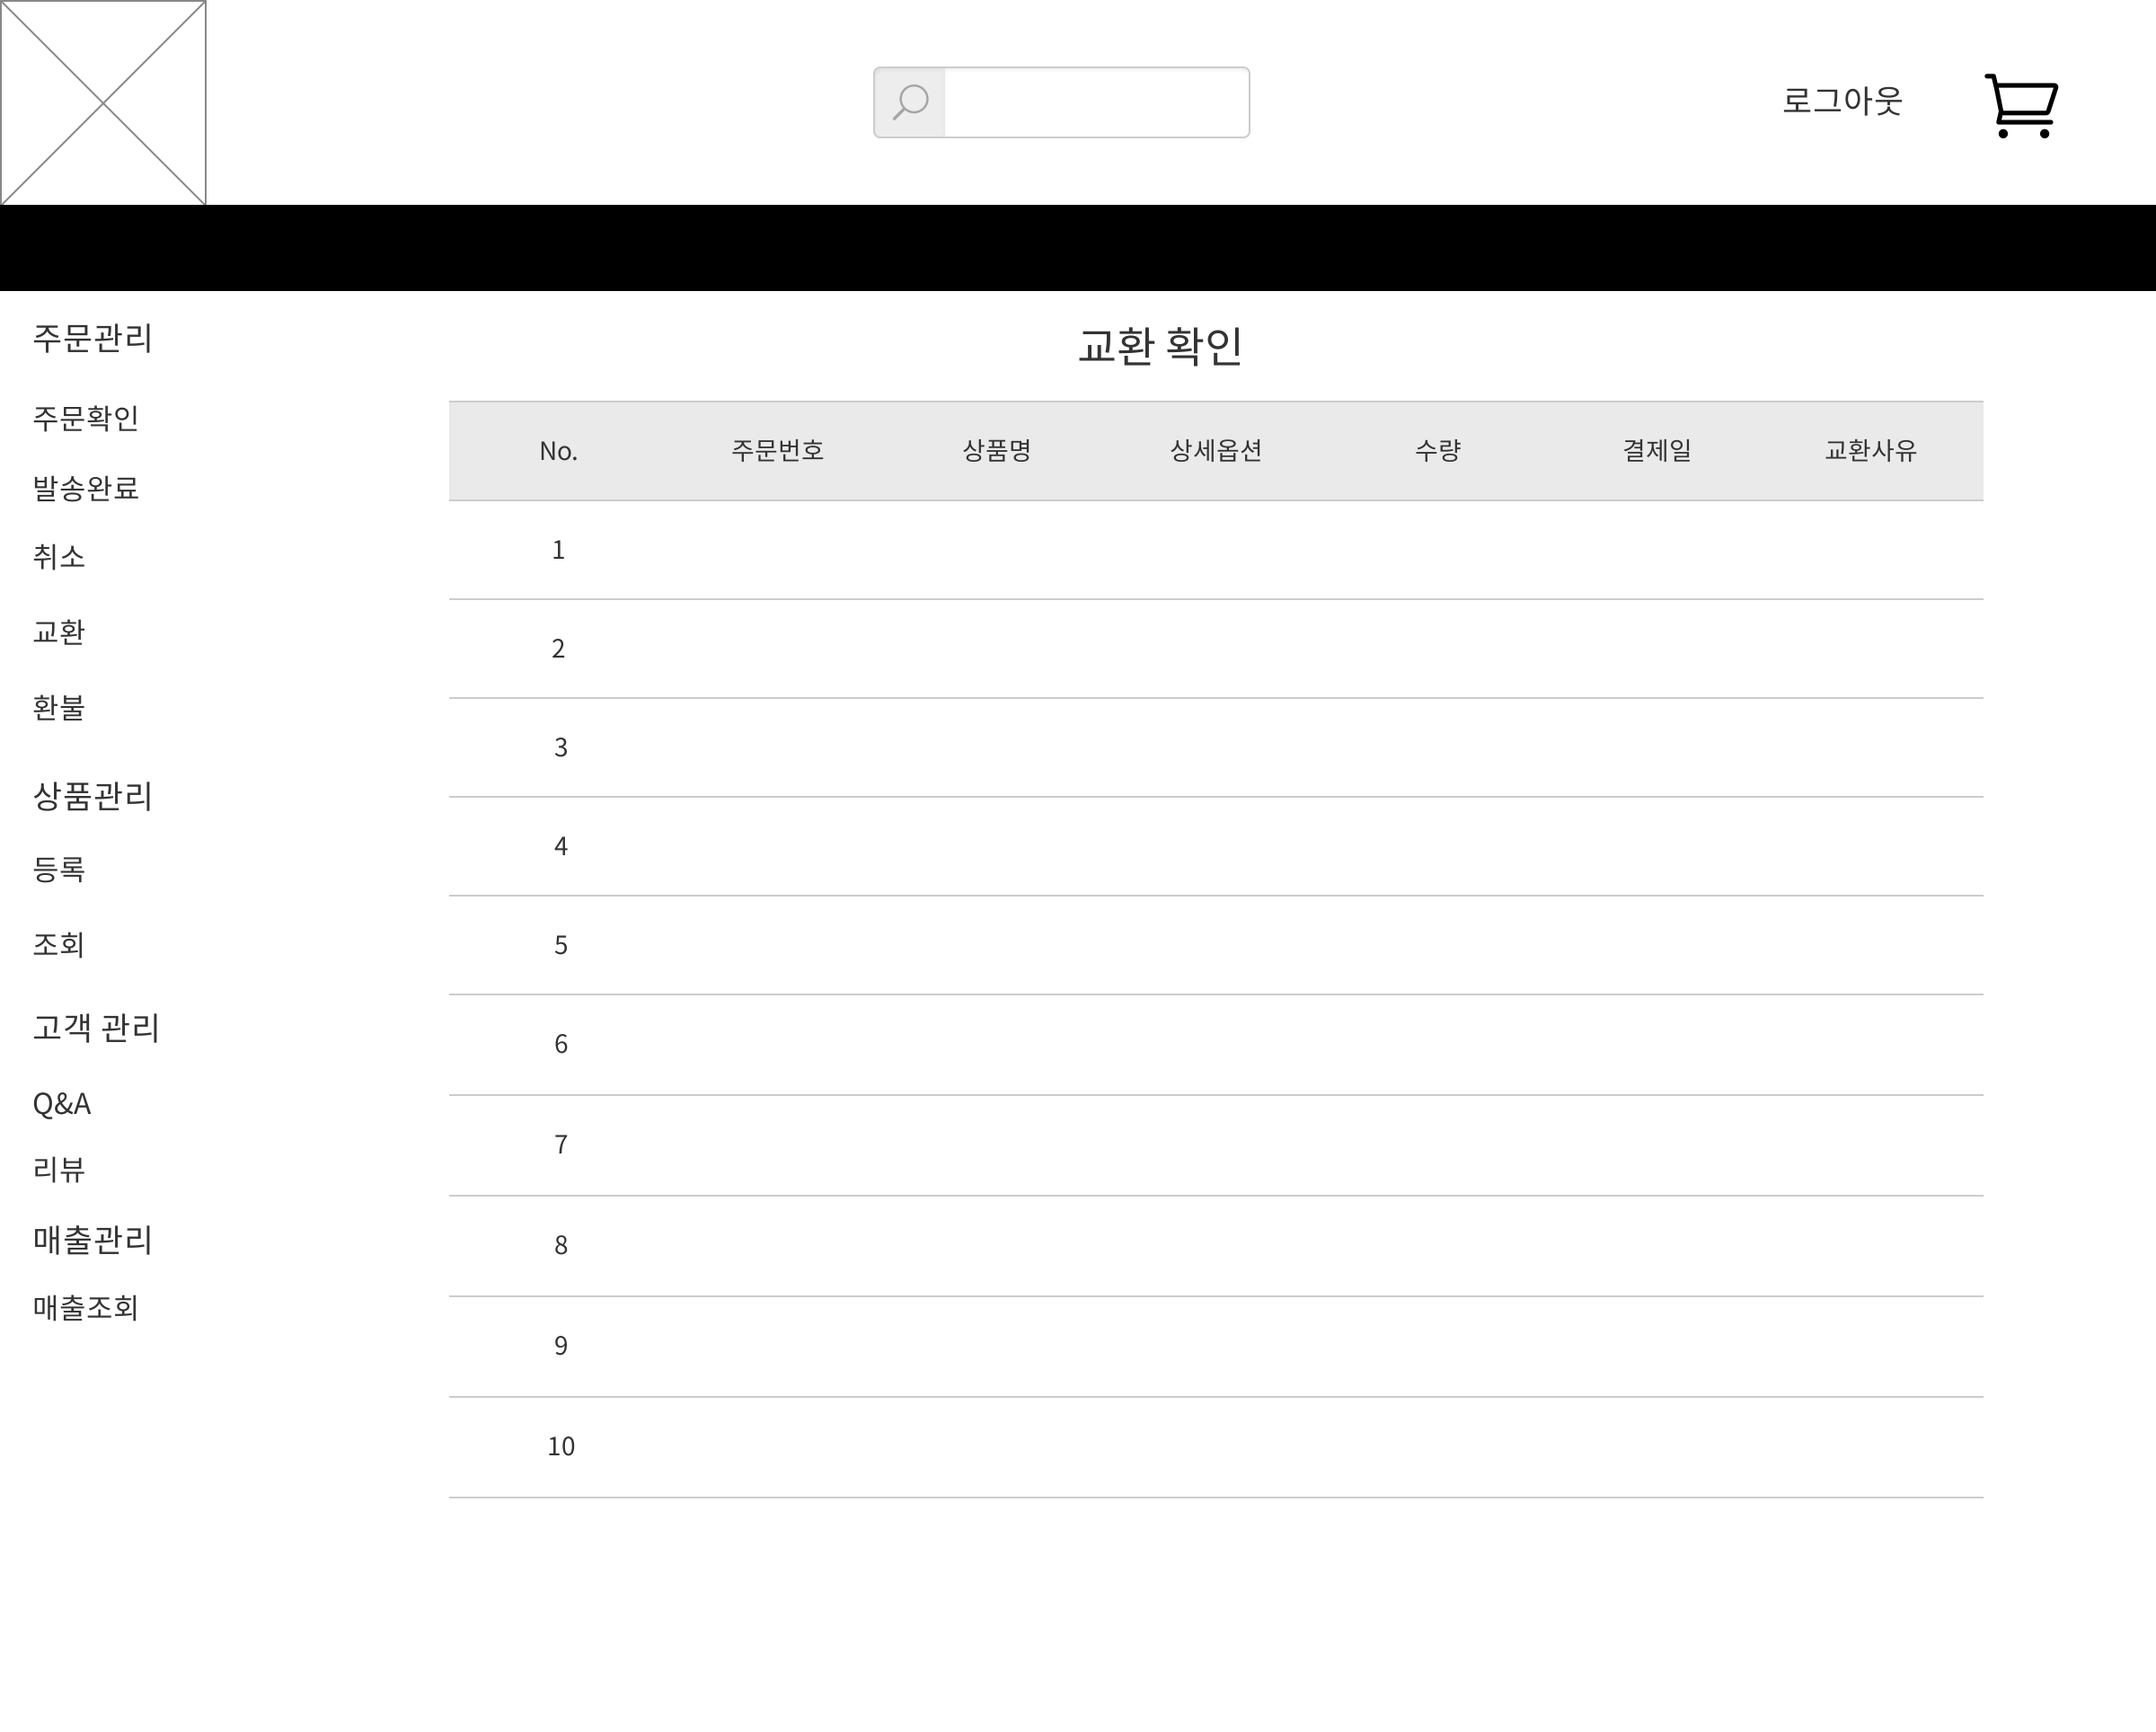 로그아웃
주문관리
주문확인
발송완료
취소
교환
환불
상품관리
등록
조회
고객 관리
Q&A
리뷰
매출관리
매출조회
교환 확인
No. 주문번호 상품명 상세옵션 수량 결제일 교환사유
1
2
3
4
5
6
7
8
9
10